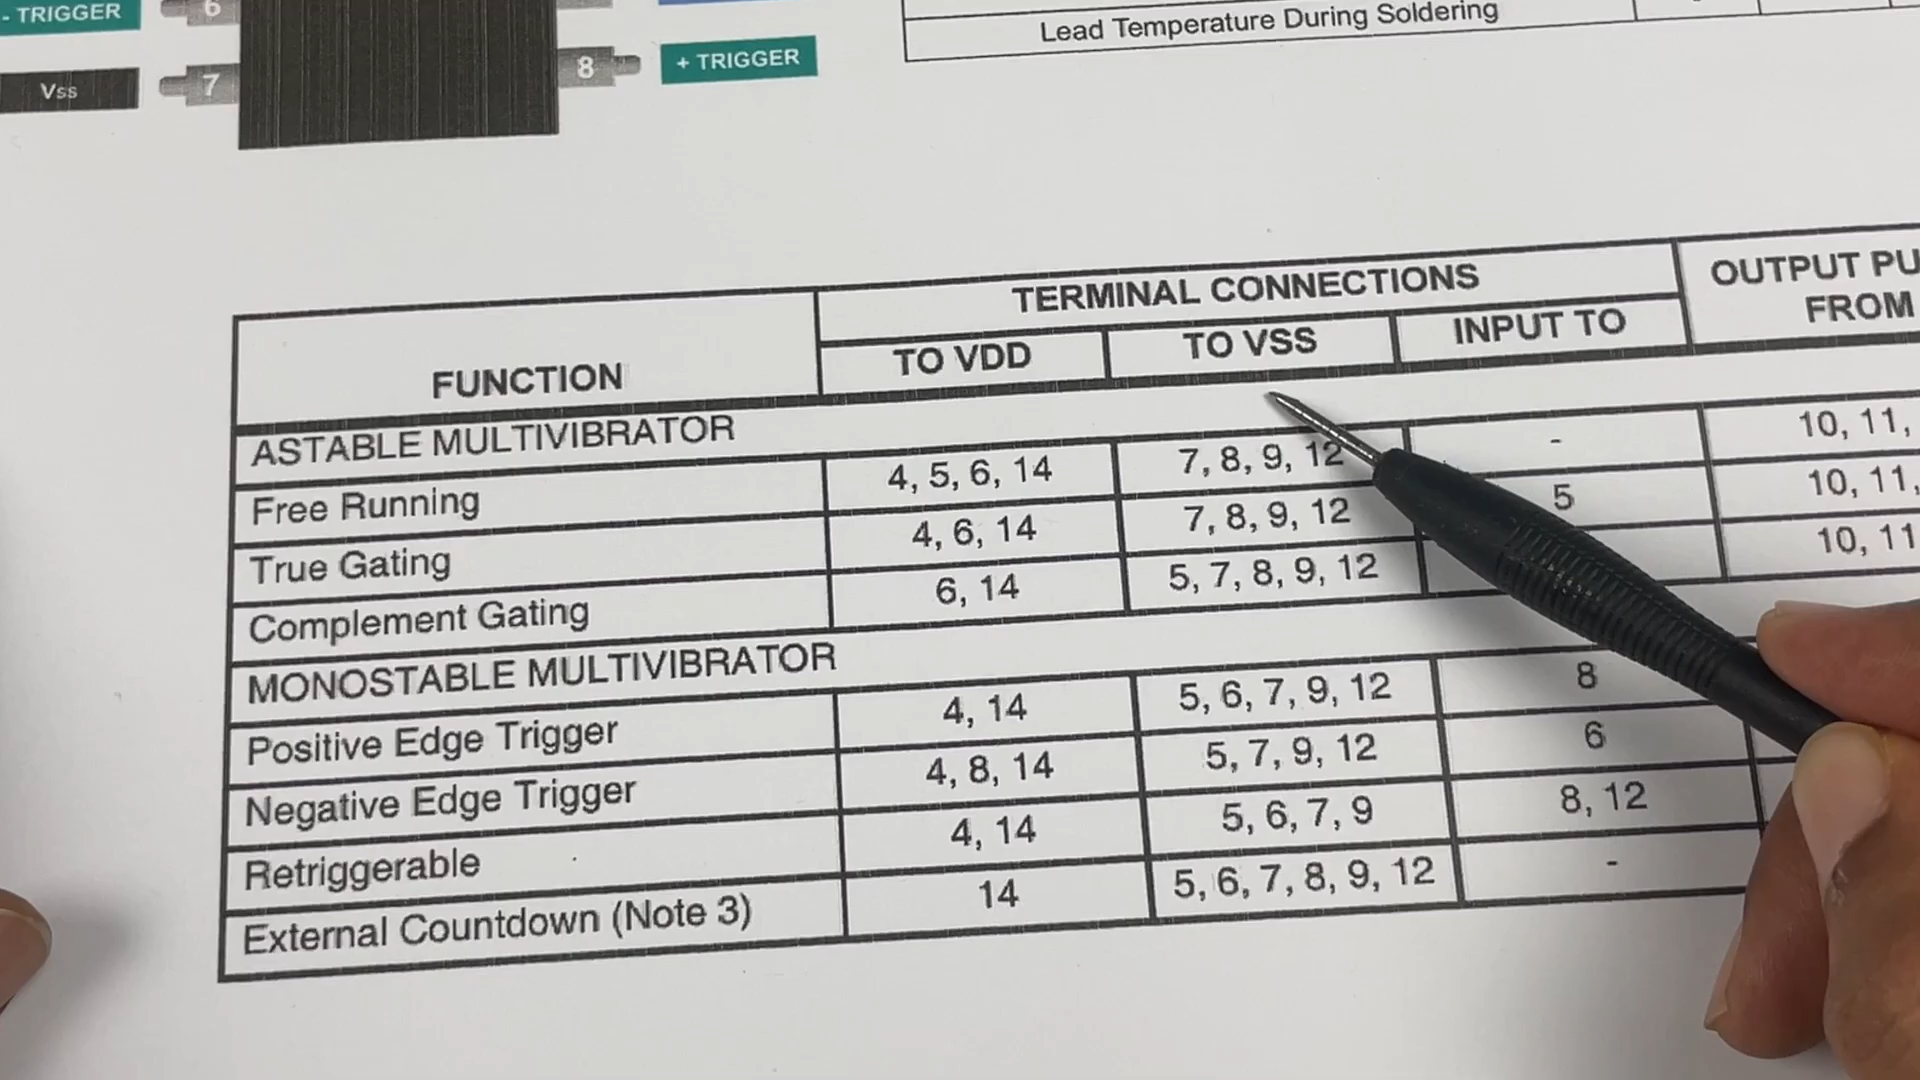 - TRIGGER
6
Vss
7
8
+ TRIGGER
Lead Temperature During Soldering
FUNCTION
TERMINAL CONNECTIONS
OUTPUT PU
FROM
TO VDD
TO VSS
INPUT TO
ASTABLE MULTIVIBRATOR
Free Running
4, 5, 6, 14
7, 8, 9, 12
-
10, 11,
True Gating
4, 6, 14
7, 8, 9, 12
5
10, 11,
Complement Gating
6, 14
5, 7, 8, 9, 12
10, 11
MONOSTABLE MULTIVIBRATOR
Positive Edge Trigger
4, 14
5, 6, 7, 9, 12
8
Negative Edge Trigger
4, 8, 14
5, 7, 9, 12
6
Retriggerable
4, 14
5, 6, 7, 9
8, 12
External Countdown (Note 3)
14
5, 6, 7, 8, 9, 12
-